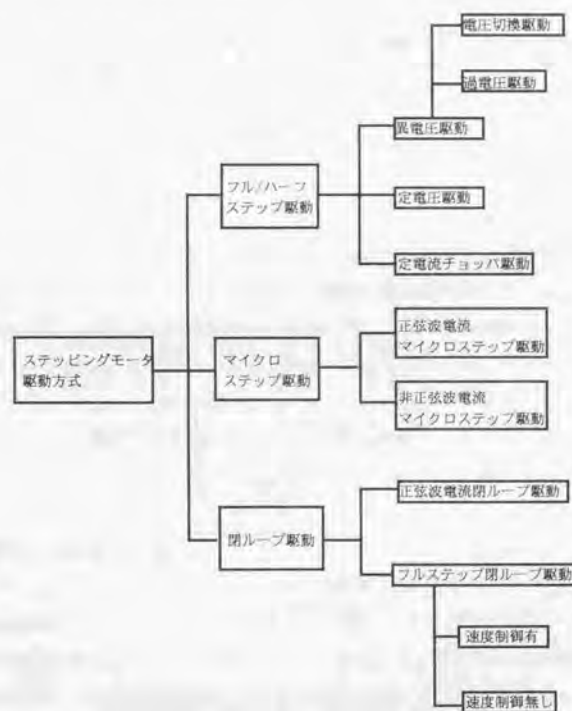 電圧切換駆動
過電圧駆動
異電圧駆動
フル/ハーフ
ステップ駆動
定電圧駆動
定電流チョッパ駆動
正弦波電流
マイクロステップ駆動
ステッピングモータ
駆動方式
マイクロ
ステップ駆動
非正弦波電流
マイクロステップ駆動
正弦波電流閉ループ駆動
閉ループ駆動
フルステップ閉ループ駆動
速度制御有
速度制御無し